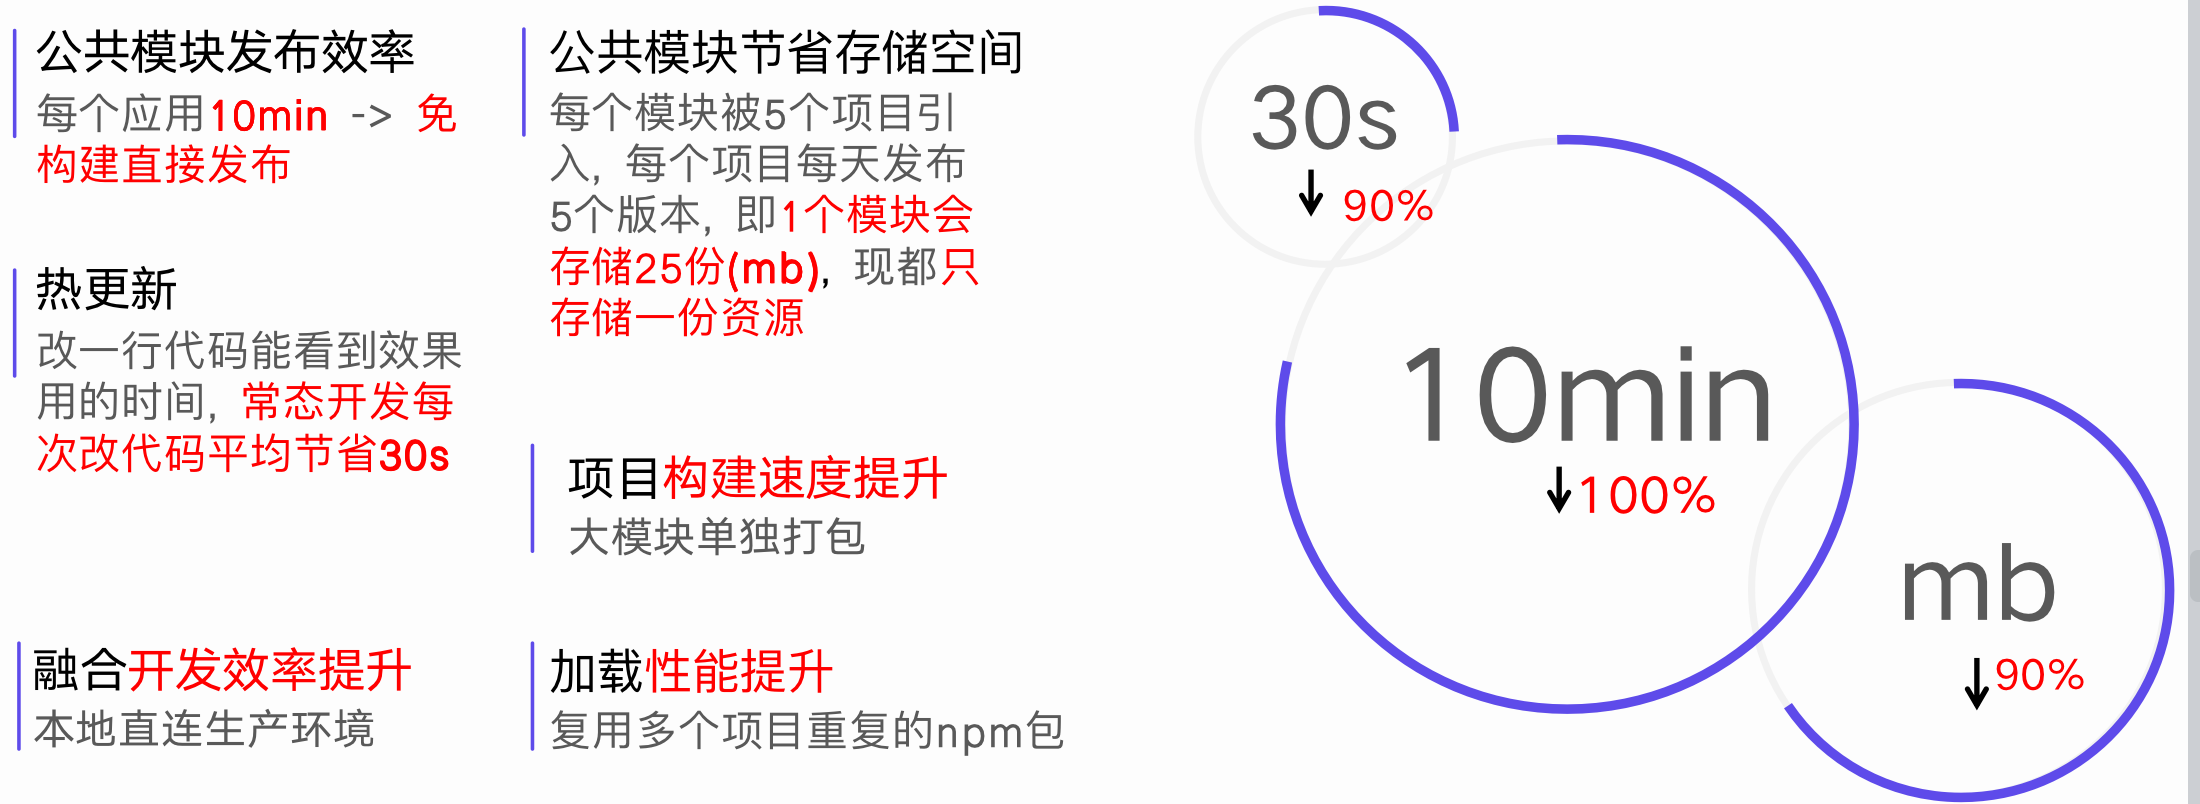 公共模块发布效率
每个应用10min -> 免
构建直接发布
热更新
改一行代码能看到效果
用的时间，常态开发每
次改代码平均节省30s
融合开发效率提升
本地直连生产环境
公共模块节省存储空间
每个模块被5个项目引
入，每个项目每天发布
5个版本，即1个模块会
存储25份(mb)，现都只
存储一份资源
项目构建速度提升
大模块单独打包
加载性能提升
复用多个项目重复的npm包
30s
↓ 90%
10min
↓100%
mb
↓90%